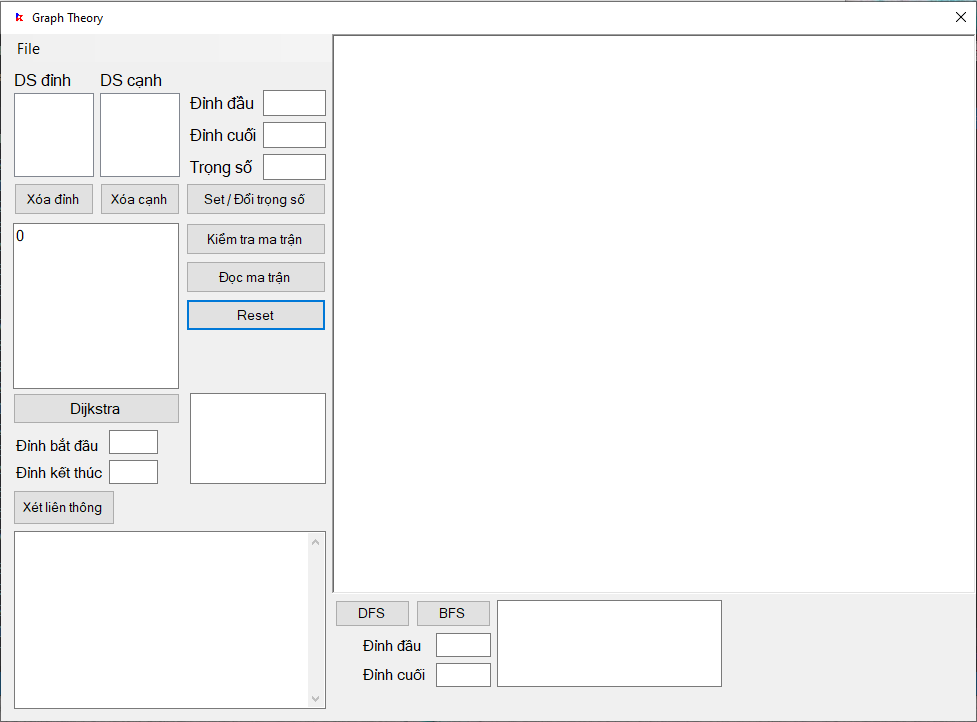 Graph Theory
File
DS đỉnh
DS cạnh
Đỉnh đầu
Đỉnh cuối
Trọng số
Xóa đỉnh
Xóa cạnh
Set / Đổi trọng số
0
Kiểm tra ma trận
Đọc ma trận
Reset
Dijkstra
Đỉnh bắt đầu
Đỉnh kết thúc
Xét liên thông
DFS
BFS
Đỉnh đầu
Đỉnh cuối